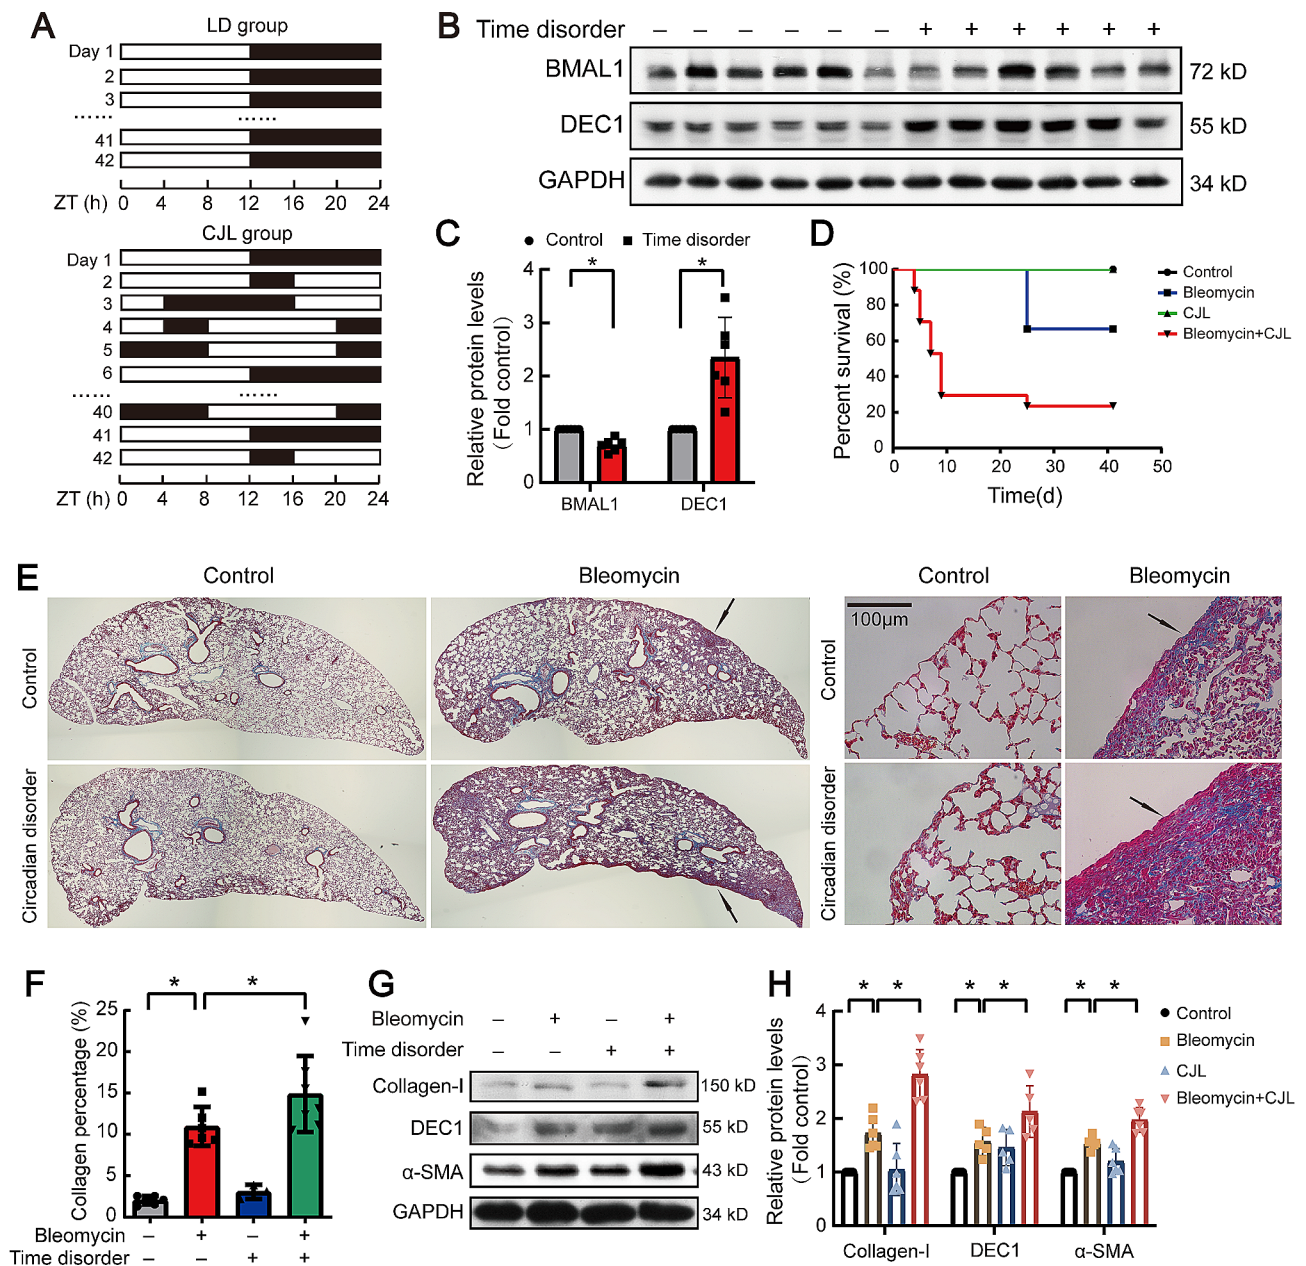 A
LD group
Day 1
2
3
......
......
41
42
ZT (h) 0 4 8 12 16 20 24
CJL group
Day 1
2
3
4
5
6
......
......
40
41
42
ZT (h) 0 4 8 12 16 20 24
B
Time disorder – – – – – – + + + + + +
BMAL1 72 kD
DEC1 55 kD
GAPDH 34 kD
C
Control Time disorder
Relative protein levels
(Fold control)
4
3
2
1
0
* *
BMAL1 DEC1
D
Percent survival (%)
100
80
60
40
20
0
0 10 20 30 40 50
Time(d)
Control
Bleomycin
CJL
Bleomycin+CJL
E
Control Bleomycin Control Bleomycin
Control
Circadian disorder
100μm
Control
Circadian disorder
F
Collagen percentage (%)
25
20
15
10
5
0
* *
Bleomycin – + – +
Time disorder – – + +
G
Bleomycin – + – +
Time disorder – – + +
Collagen-I 150 kD
DEC1 55 kD
α-SMA 43 kD
GAPDH 34 kD
H
Relative protein levels
(Fold control)
4
3
2
1
0
* * * * * *
Collagen-I DEC1 α-SMA
Control
Bleomycin
CJL
Bleomycin+CJL